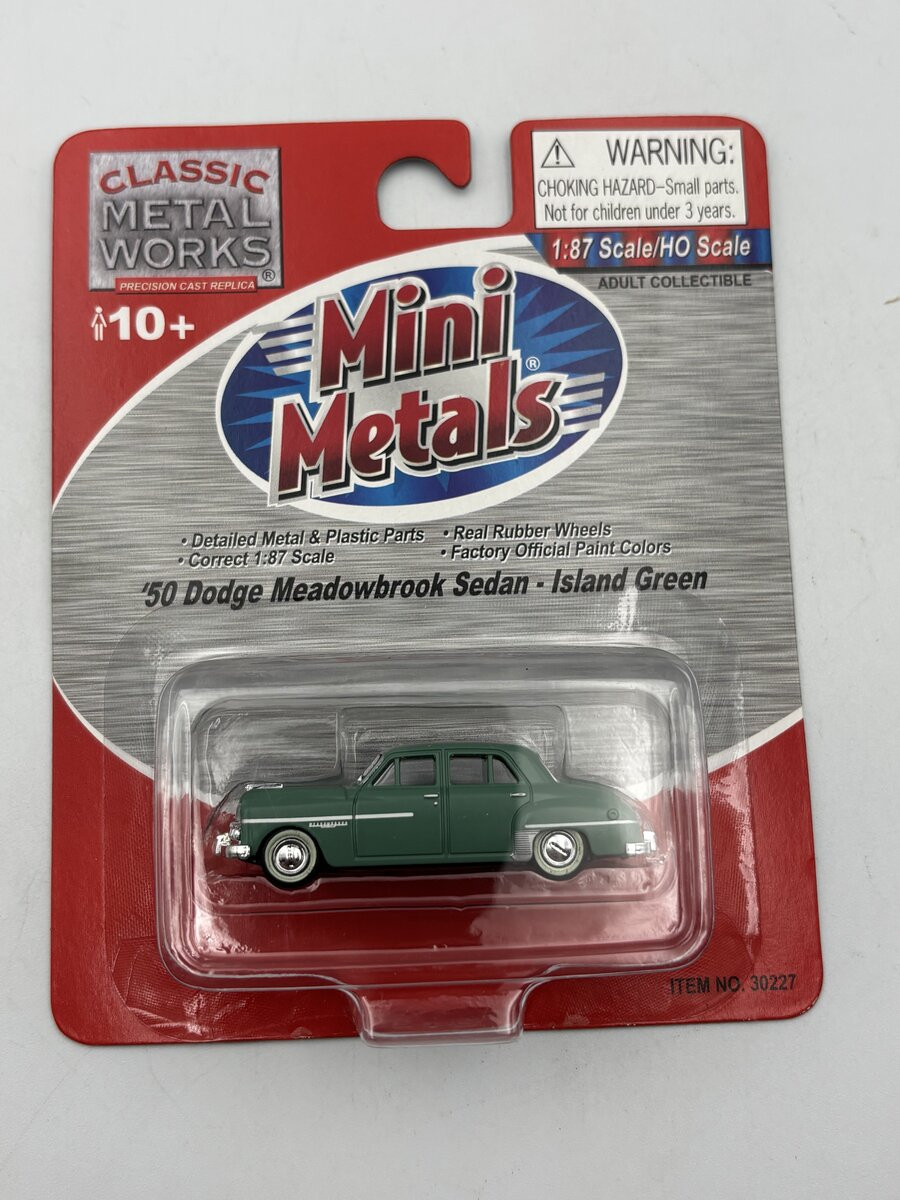 CLASSIC
METAL
WORKS®
PRECISION CAST REPLICA
10+
WARNING:
CHOKING HAZARD–Small parts.
Not for children under 3 years.
1:87 Scale/HO Scale
ADULT COLLECTIBLE
Mini
Metals®
• Detailed Metal & Plastic Parts
• Correct 1:87 Scale
• Real Rubber Wheels
• Factory Official Paint Colors
'50 Dodge Meadowbrook Sedan - Island Green
ITEM NO. 30227